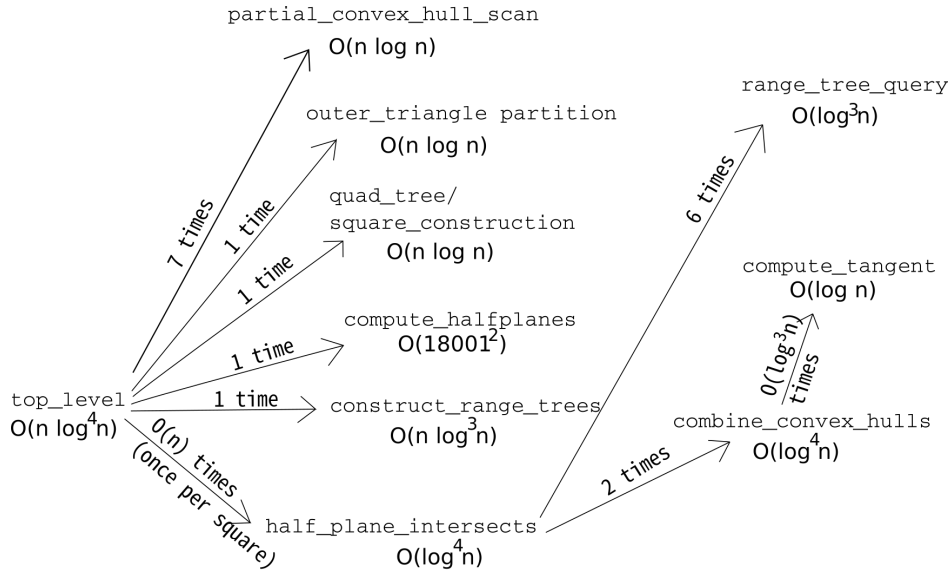 partial_convex_hull_scan
O(n log n)
outer_triangle partition
O(n log n)
quad_tree/
square_construction
O(n log n)
compute_halfplanes
O(18001²)
construct_range_trees
O(n log³n)
top_level
O(n log⁴n)
7 times
1 time
1 time
1 time
1 time
O(n) times
(once per square)
half_plane_intersects
O(log⁴n)
6 times
range_tree_query
O(log³n)
2 times
combine_convex_hulls
O(log⁴n)
O(log³n)
times
compute_tangent
O(log n)